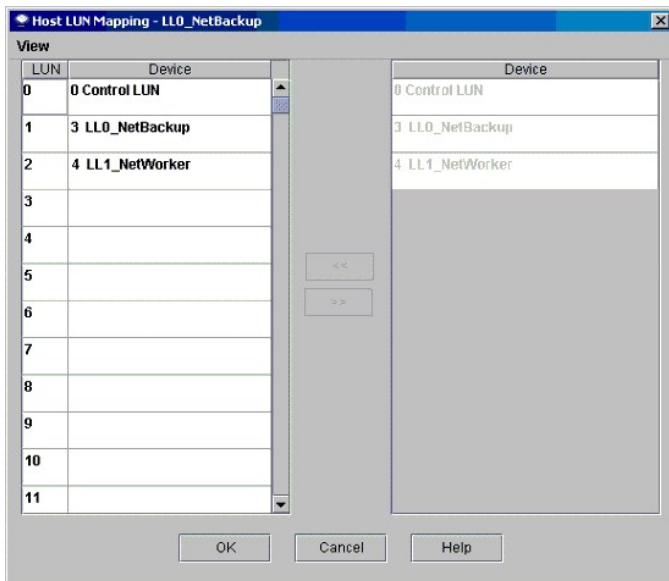 Host LUN Mapping - LL0_NetBackup
View
LUN Device
0 0 Control LUN
1 3 LL0_NetBackup
2 4 LL1_NetWorker
3
4
5
6
7
8
9
10
11
<<
>>
Device
0 Control LUN
3 LL0_NetBackup
4 LL1_NetWorker
OK Cancel Help